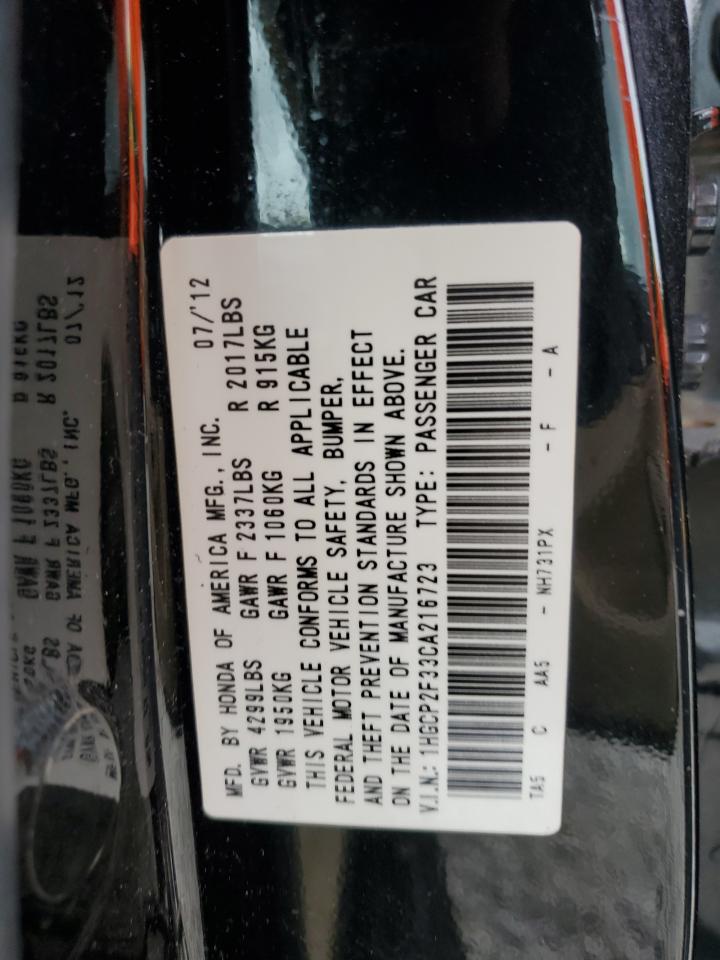 MFD. BY HONDA OF AMERICA MFG., INC. 07/'12
GVWR 4299LBS GAWR F 2337LBS R 2017LBS
GVWR 1950KG GAWR F 1060KG R 915KG
THIS VEHICLE CONFORMS TO ALL APPLICABLE
FEDERAL MOTOR VEHICLE SAFETY, BUMPER,
AND THEFT PREVENTION STANDARDS IN EFFECT
ON THE DATE OF MANUFACTURE SHOWN ABOVE.
V.I.N.: 1HGCP2F33CA216723 TYPE: PASSENGER CAR
TA5 C AA5 - NH731PX - F - A